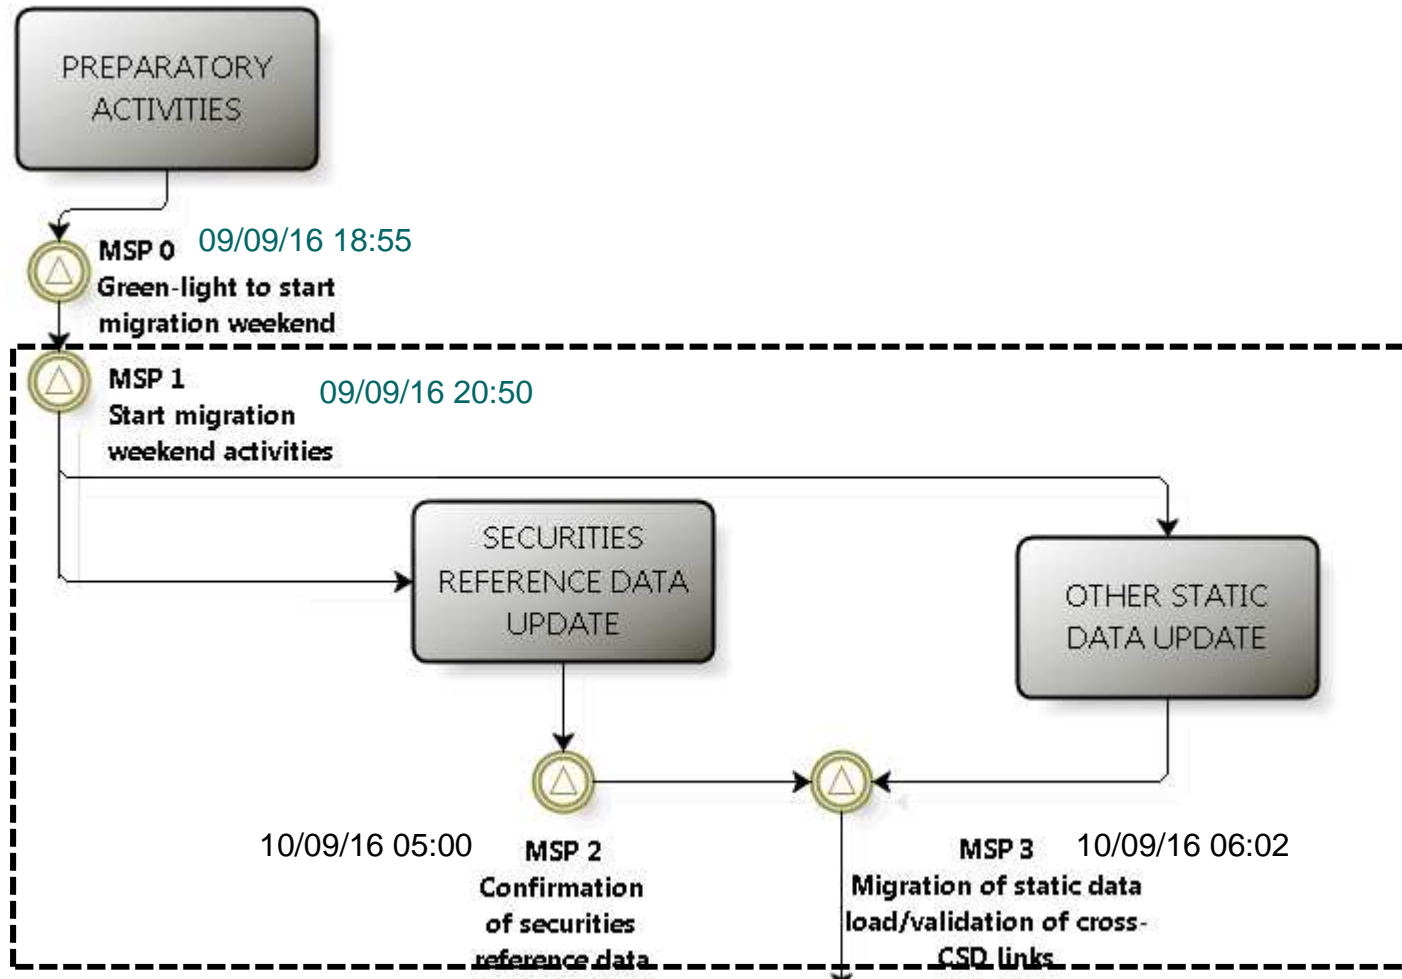 PREPARATORY
ACTIVITIES
MSP 0 09/09/16 18:55
Green-light to start
migration weekend
MSP 1
09/09/16 20:50
Start migration
weekend activities
SECURITIES
REFERENCE DATA
UPDATE
OTHER STATIC
DATA UPDATE
10/09/16 05:00
MSP 2
Confirmation
of securities
reference data
MSP 3 10/09/16 06:02
Migration of static data
load/validation of cross-
CSD links